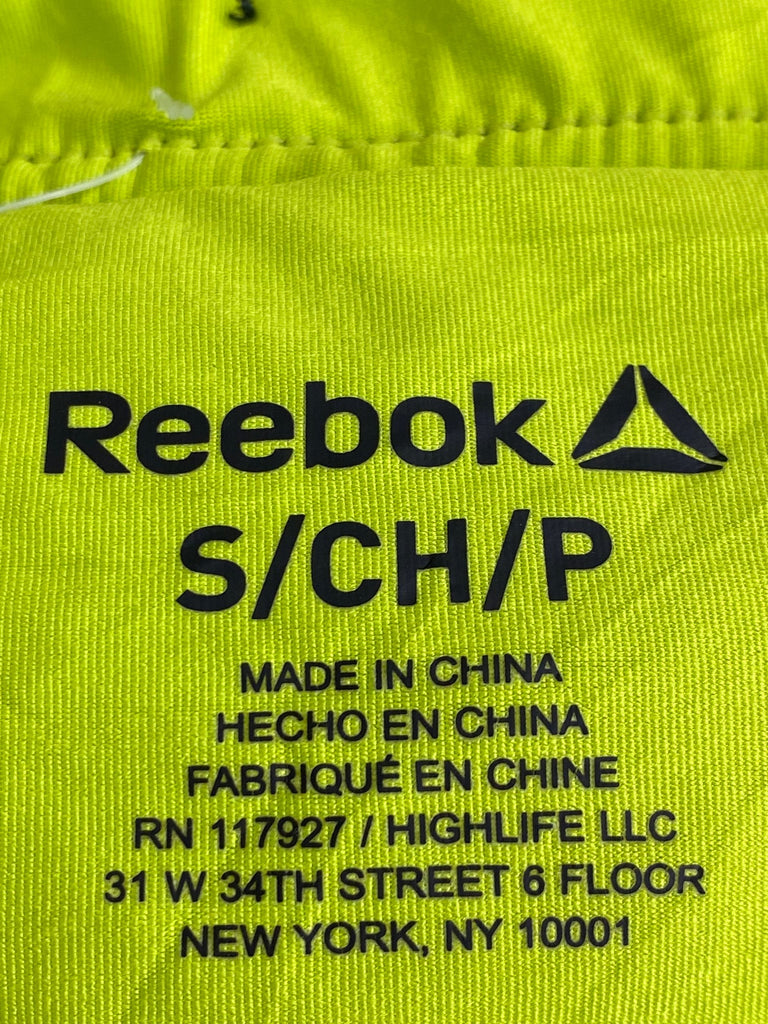 Reebok
S/CH/P
MADE IN CHINA
HECHO EN CHINA
FABRIQUÉ EN CHINE
RN 117927 / HIGHLIFE LLC
31 W 34TH STREET 6 FLOOR
NEW YORK, NY 10001